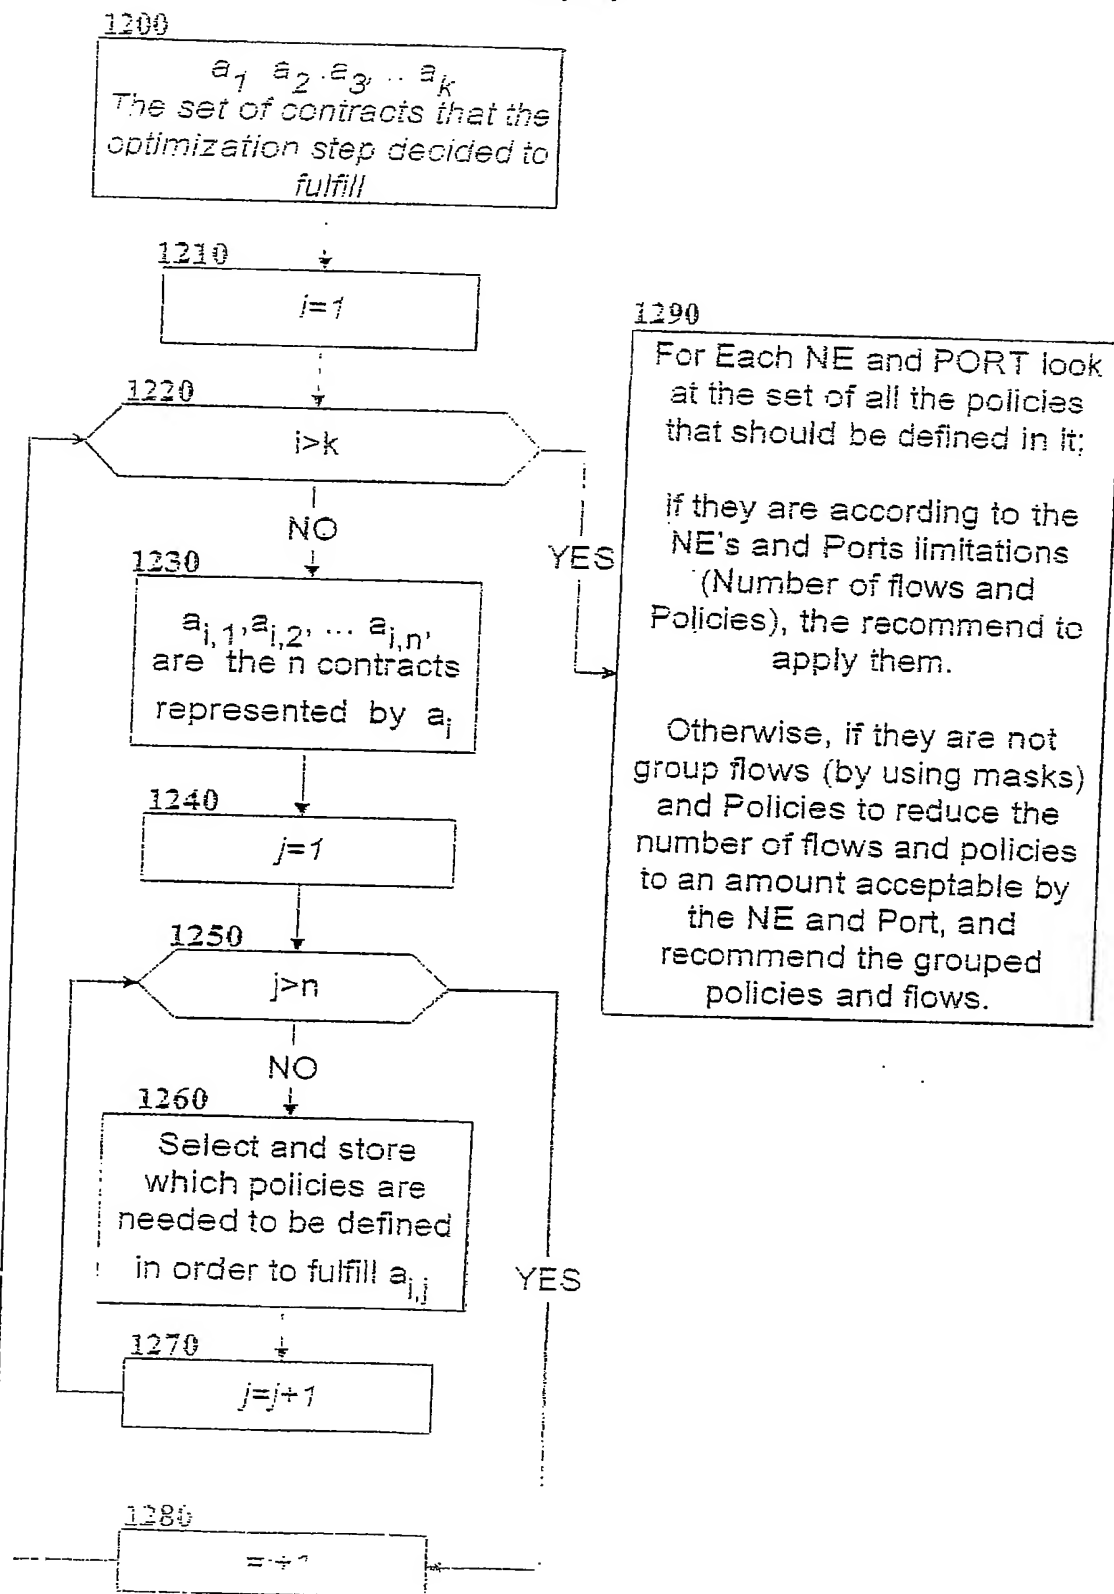 1200
a1 a2 . a3, .. ak
The set of contracts that the
optimization step decided to
fulfill
1210
i=1
1220
i>k
NO
YES
1230
ai,1,ai,2, ... ai,n,
are the n contracts
represented by ai
1240
j=1
1250
j>n
NO
YES
1260
Select and store
which policies are
needed to be defined
in order to fulfill ai,j
1270
j=j+1
1280
= +1
1290
For Each NE and PORT look
at the set of all the policies
that should be defined in it:
if they are according to the
NE's and Ports limitations
(Number of flows and
Policies), the recommend to
apply them.
Otherwise, if they are not
group flows (by using masks)
and Policies to reduce the
number of flows and policies
to an amount acceptable by
the NE and Port, and
recommend the grouped
policies and flows.